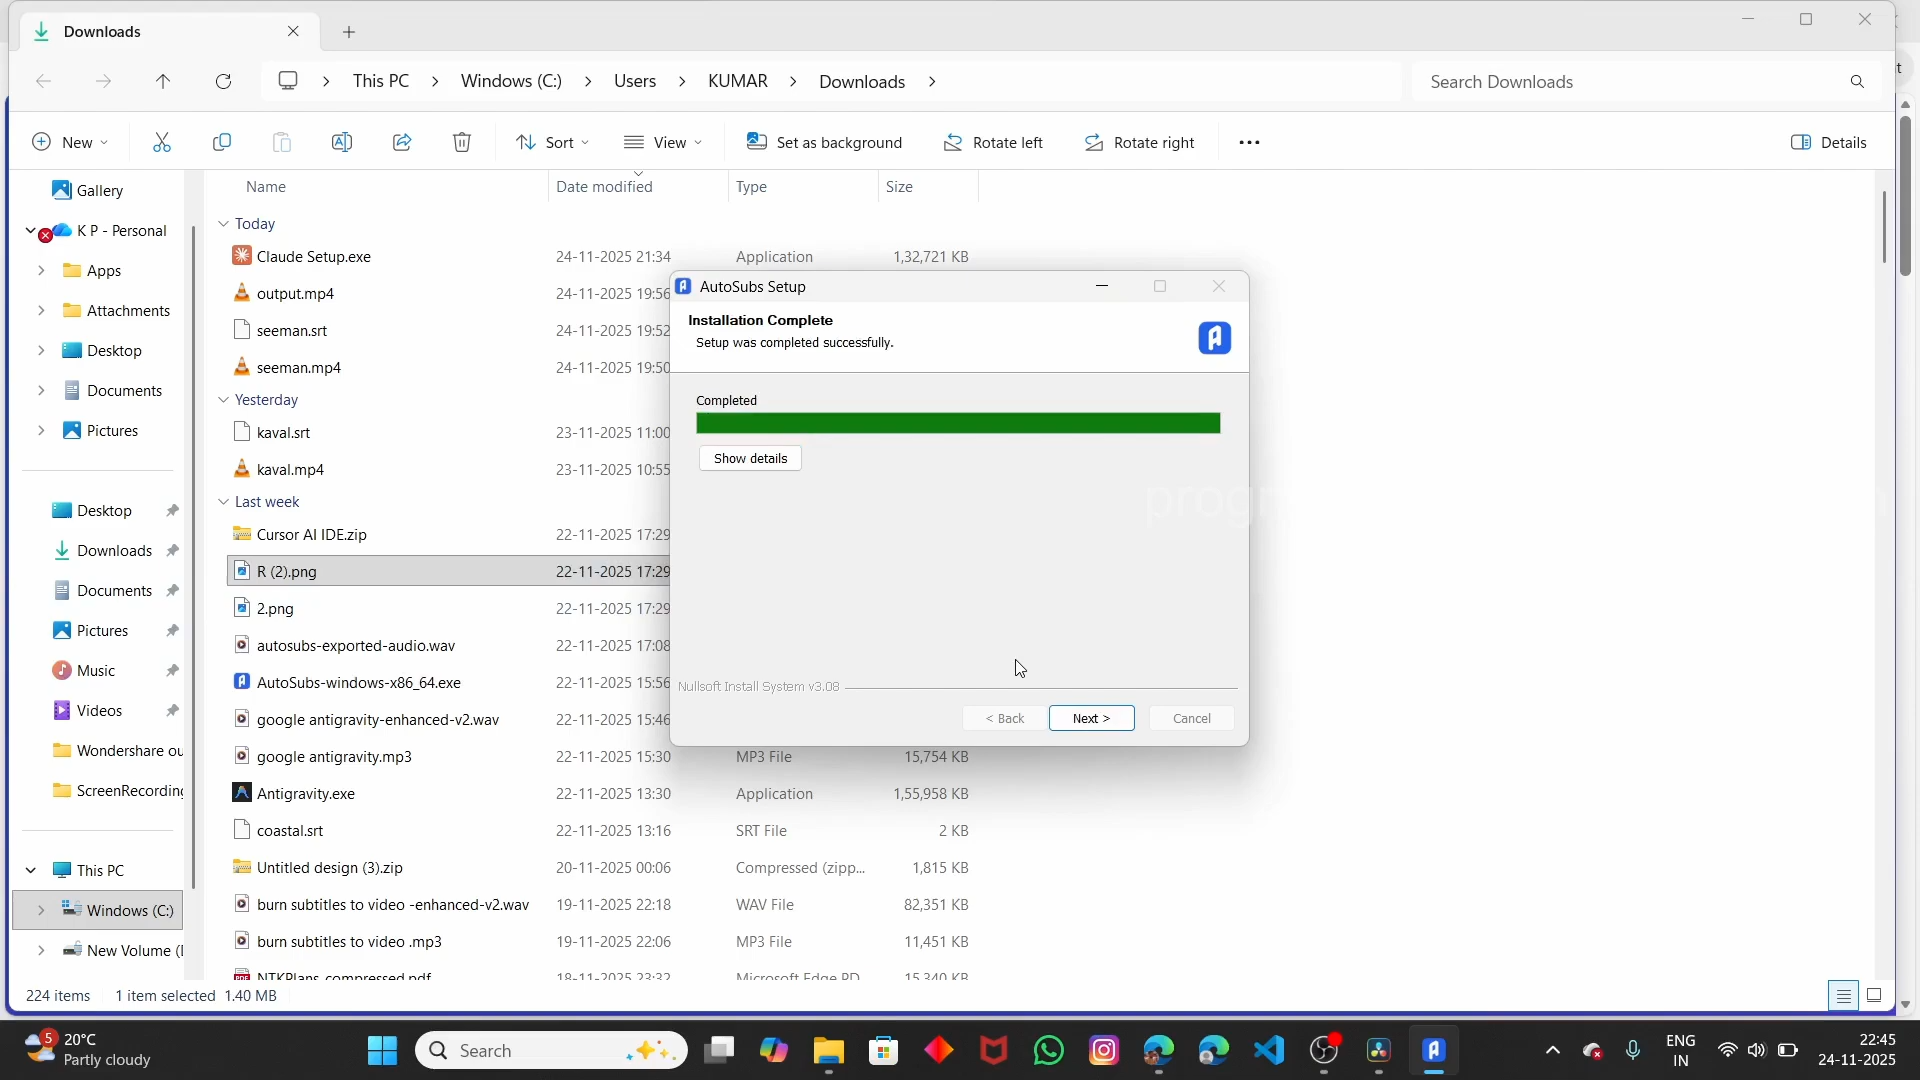 Downloads
This PC > Windows (C:) > Users > KUMAR > Downloads >
Search Downloads
New
Sort
View
Set as background
Rotate left
Rotate right
Details
Gallery
K P - Personal
Apps
Attachments
Desktop
Documents
Pictures
Desktop
Downloads
Documents
Pictures
Music
Videos
Wondershare ou
ScreenRecording
This PC
Windows (C:)
New Volume (
Name Date modified Type Size
Today
Claude Setup.exe 24-11-2025 21:34 Application 1,32,721 KB
output.mp4 24-11-2025 19:56
seeman.srt 24-11-2025 19:52
seeman.mp4 24-11-2025 19:50
Yesterday
kaval.srt 23-11-2025 11:00
kaval.mp4 23-11-2025 10:55
Last week
Cursor AI IDE.zip 22-11-2025 17:29
R (2).png 22-11-2025 17:29
2.png 22-11-2025 17:29
autosubs-exported-audio.wav 22-11-2025 17:08
AutoSubs-windows-x86_64.exe 22-11-2025 15:56
google antigravity-enhanced-v2.wav 22-11-2025 15:46
google antigravity.mp3 22-11-2025 15:30 MP3 File 15,754 KB
Antigravity.exe 22-11-2025 13:30 Application 1,55,958 KB
coastal.srt 22-11-2025 13:16 SRT File 2 KB
Untitled design (3).zip 20-11-2025 00:06 Compressed (zipp... 1,815 KB
burn subtitles to video -enhanced-v2.wav 19-11-2025 22:18 WAV File 82,351 KB
burn subtitles to video .mp3 19-11-2025 22:06 MP3 File 11,451 KB
NTKPlans_compressed.pdf 18-11-2025 23:32 Microsoft Edge PD... 15,340 KB
AutoSubs Setup
Installation Complete
Setup was completed successfully.
Completed
Show details
Nullsoft Install System v3.08
< Back
Next >
Cancel
224 items 1 item selected 1.40 MB
5
20°C
Partly cloudy
Search
ENG
IN
22:45
24-11-2025